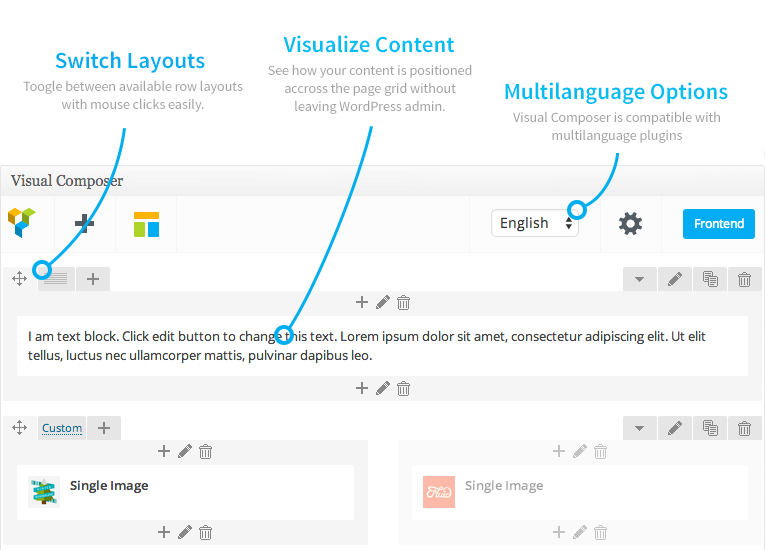 Switch Layouts
Toogle between available row layouts
with mouse clicks easily.
Visualize Content
See how your content is positioned
accross the page grid without
leaving WordPress admin.
Multilanguage Options
Visual Composer is compatible with
multilanguage plugins
Visual Composer
English
Frontend
I am text block. Click edit button to change this text. Lorem ipsum dolor sit amet, consectetur adipiscing elit. Ut elit
tellus, luctus nec ullamcorper mattis, pulvinar dapibus leo.
Custom
Single Image
Fluid
Single Image